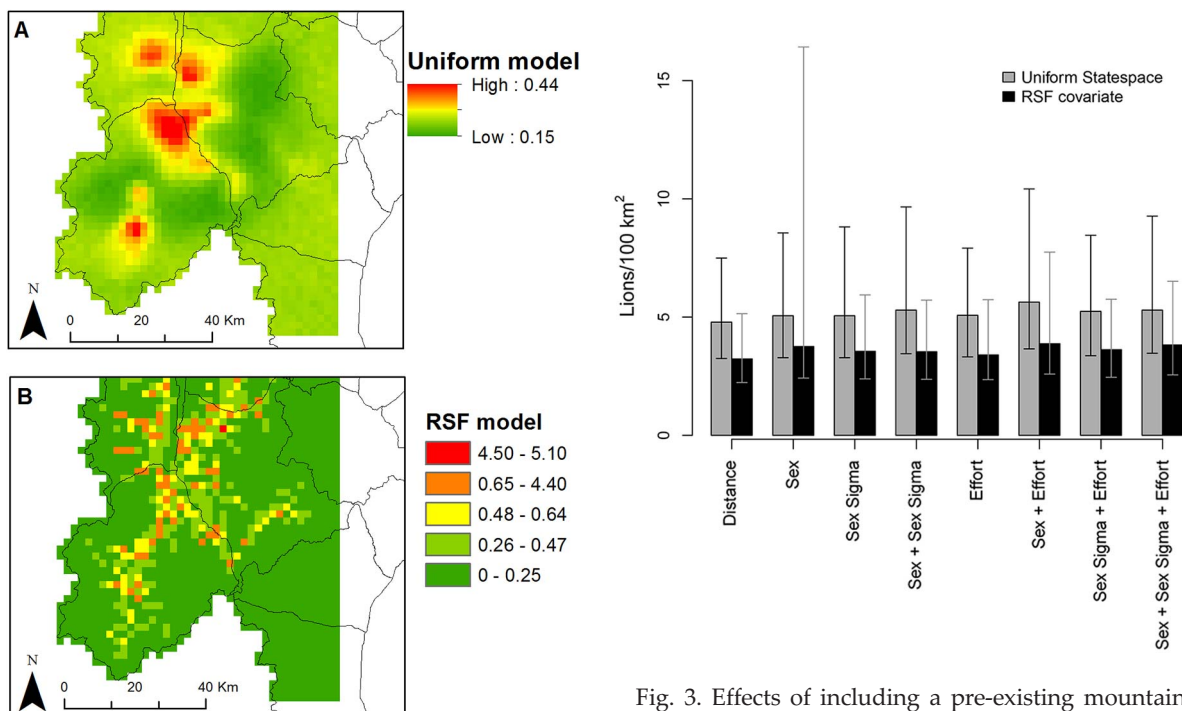 A
Uniform model
High : 0.44
Low : 0.15
N
0 20 40 Km
B
RSF model
4.50 - 5.10
0.65 - 4.40
0.48 - 0.64
0.26 - 0.47
0 - 0.25
N
0 20 40 Km
Lions/100 km²
15
10
5
0
Uniform Statespace
RSF covariate
Distance
Sex
Sex Sigma
Sex + Sex Sigma
Effort
Sex + Effort
Sex Sigma + Effort
Sex + Sex Sigma + Effort
Fig. 3. Effects of including a pre-existing mountain